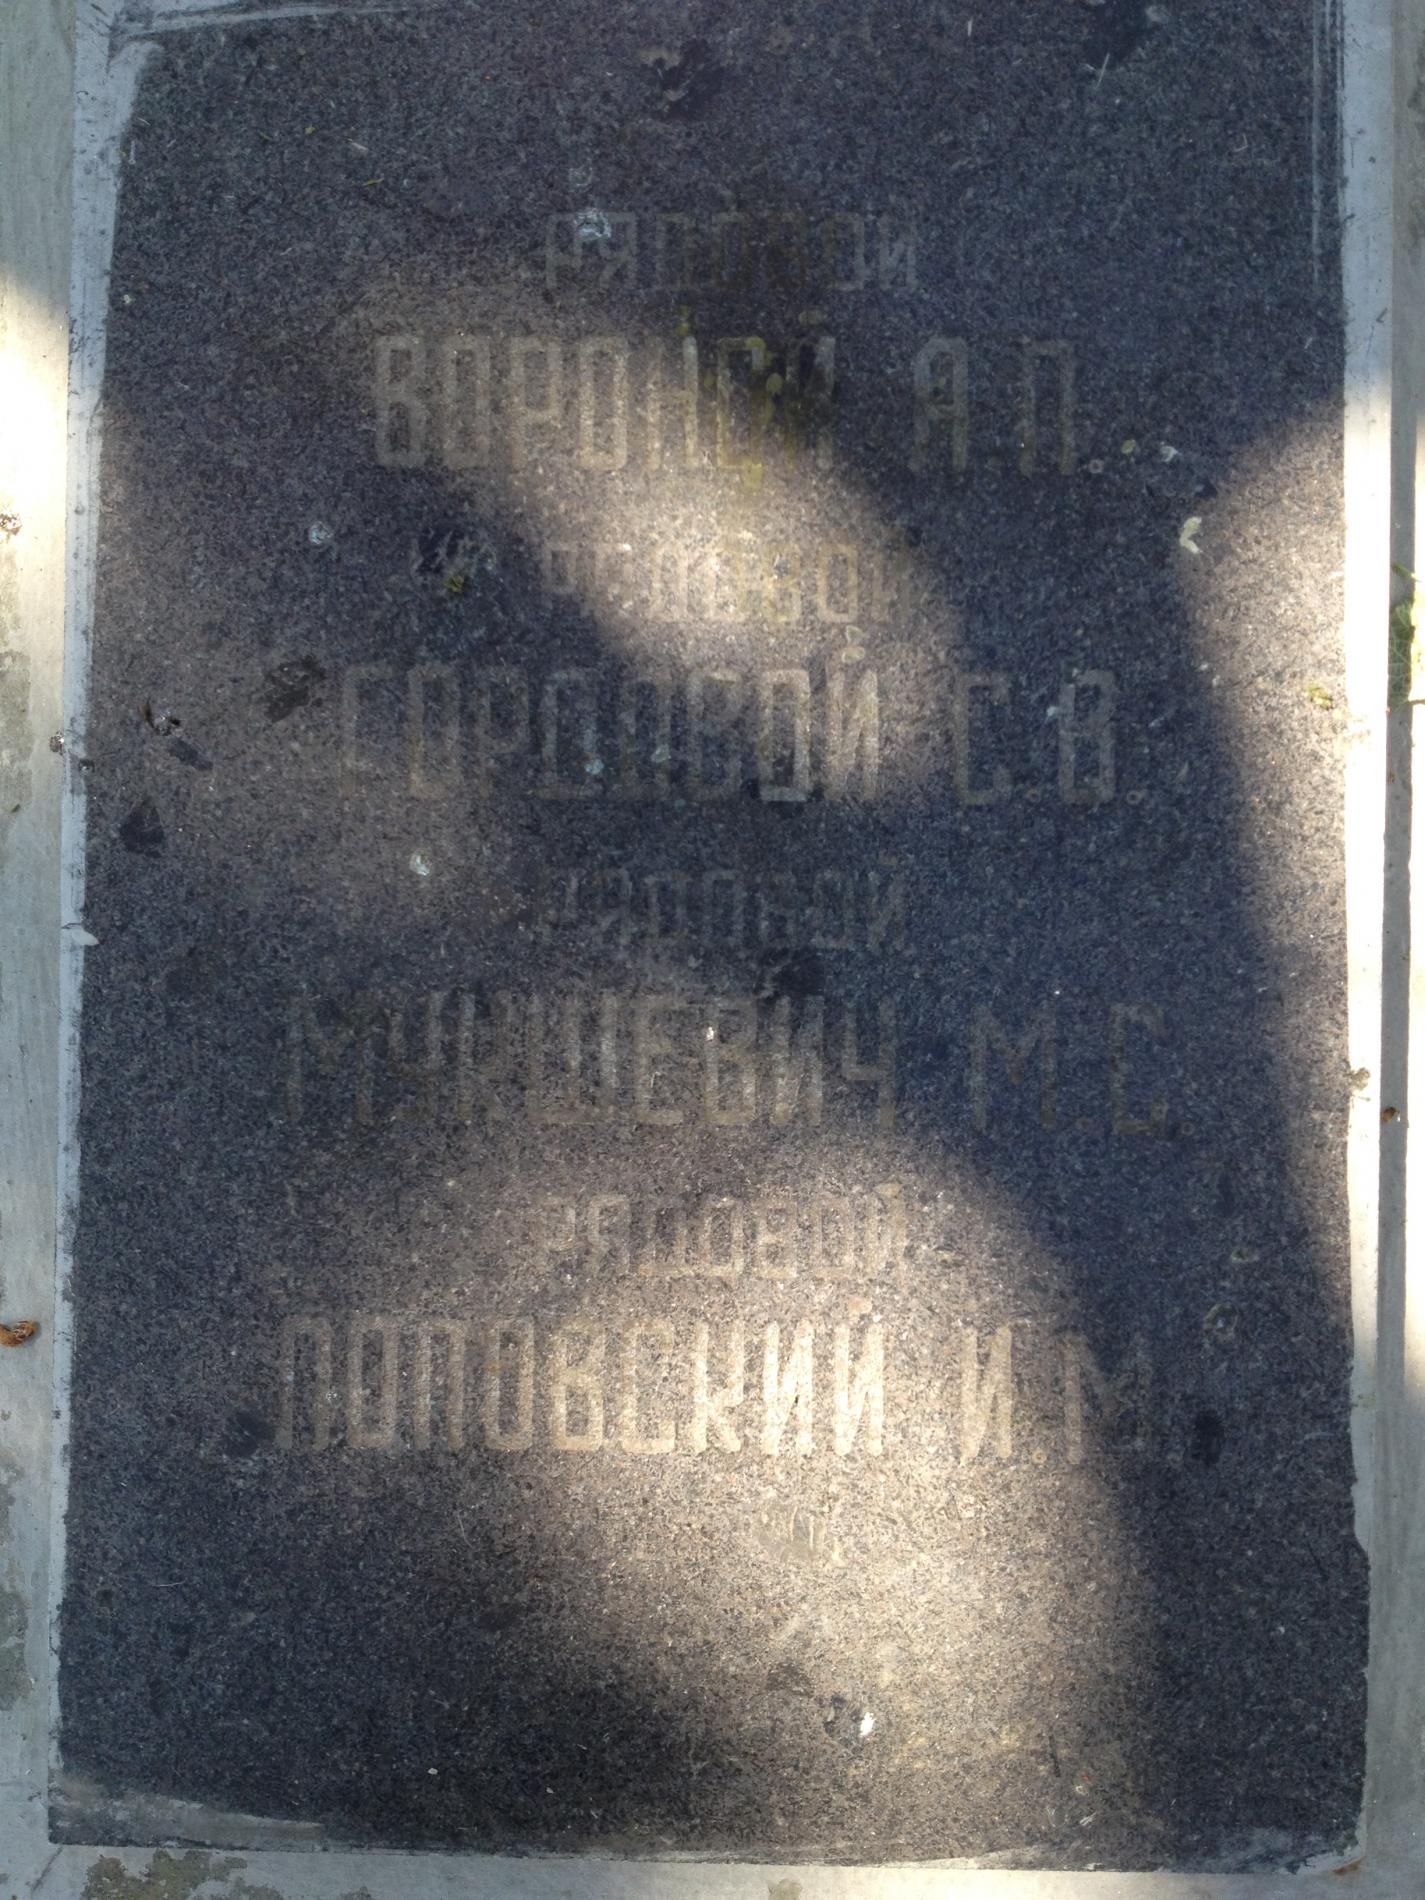 РЯДОВОЙ
ВОРОНОЙ А.П.
РЯДОВОЙ
ГОРДОВОЙ С.В.
РЯДОВОЙ
МУКШЕВИЧ М.С.
РЯДОВОЙ
ПОПОВСКИЙ И.М.